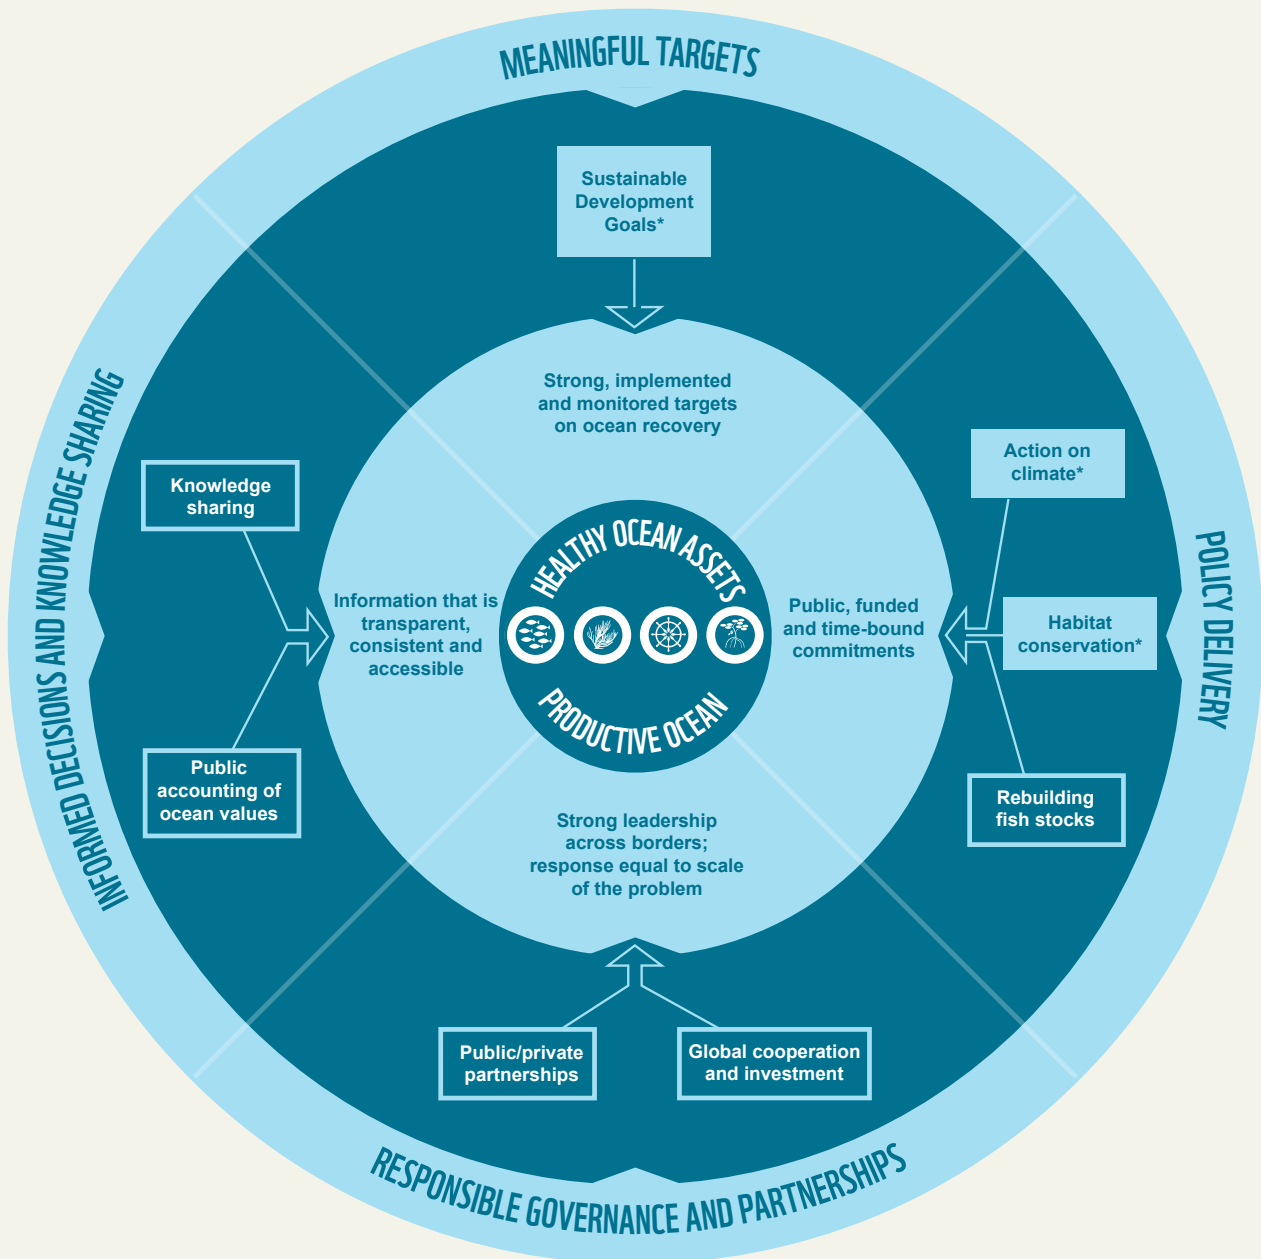 MEANINGFUL TARGETS
Sustainable
Development
Goals*
Strong, implemented
and monitored targets
on ocean recovery
INFORMED DECISIONS AND KNOWLEDGE SHARING
Knowledge
sharing
Public
accounting of
ocean values
Information that is
transparent,
consistent and
accessible
HEALTHY OCEAN ASSETS
PRODUCTIVE OCEAN
Public, funded
and time-bound
commitments
Action on
climate*
Habitat
conservation*
Rebuilding
fish stocks
POLICY DELIVERY
Strong leadership
across borders;
response equal to scale
of the problem
Public/private
partnerships
Global cooperation
and investment
RESPONSIBLE GOVERNANCE AND PARTNERSHIPS